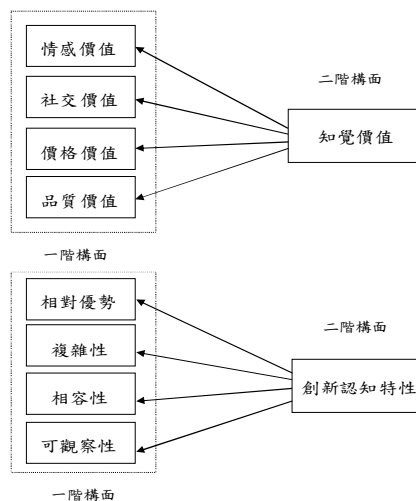 情感價值
社交價值
價格價值
品質價值
二階構面
知覺價值
一階構面
相對優勢
複雜性
相容性
可觀察性
二階構面
創新認知特性
一階構面